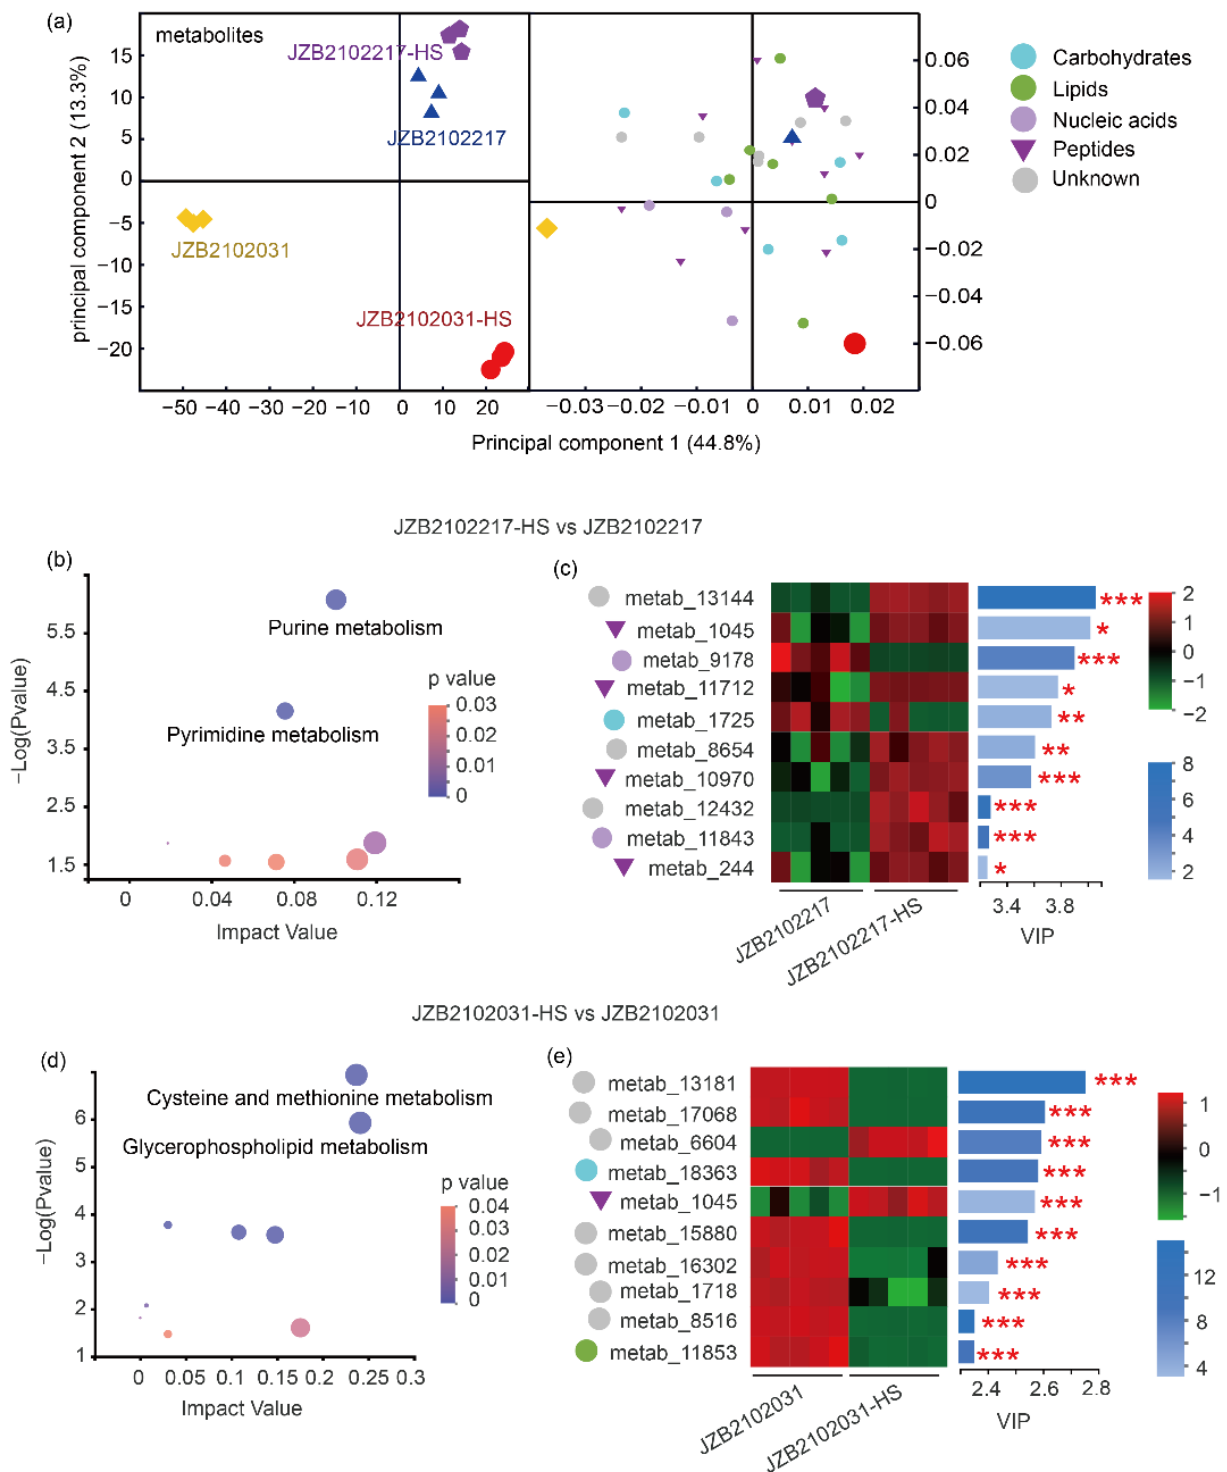 (a)
metabolites
JZB2102217-HS
JZB2102217
JZB2102031
JZB2102031-HS
principal component 2 (13.3%)
15
10
5
0
−5
−10
−15
−20
−50 −40 −30 −20 −10 0 10 20
0.06
0.04
0.02
0
−0.02
−0.04
−0.06
−0.03 −0.02 −0.01 0 0.01 0.02
Principal component 1 (44.8%)
Carbohydrates
Lipids
Nucleic acids
Peptides
Unknown
JZB2102217-HS vs JZB2102217
(b)
−Log(Pvalue)
5.5
4.5
3.5
2.5
1.5
Purine metabolism
Pyrimidine metabolism
p value
0.03
0.02
0.01
0
0 0.04 0.08 0.12
Impact Value
(c)
metab_13144 ***
metab_1045 *
metab_9178 ***
metab_11712 *
metab_1725 **
metab_8654 **
metab_10970 ***
metab_12432 ***
metab_11843 ***
metab_244 *
JZB2102217
JZB2102217-HS
3.4 3.8
VIP
2
1
0
−1
−2
8
6
4
2
JZB2102031-HS vs JZB2102031
(d)
−Log(Pvalue)
7
6
5
4
3
2
1
Cysteine and methionine metabolism
Glycerophospholipid metabolism
p value
0.04
0.03
0.02
0.01
0
0 0.05 0.1 0.15 0.2 0.25 0.3
Impact Value
(e)
metab_13181 ***
metab_17068 ***
metab_6604 ***
metab_18363 ***
metab_1045 ***
metab_15880 ***
metab_16302 ***
metab_1718 ***
metab_8516 ***
metab_11853 ***
JZB2102031
JZB2102031-HS
2.4 2.6 2.8
VIP
1
0
−1
12
8
4